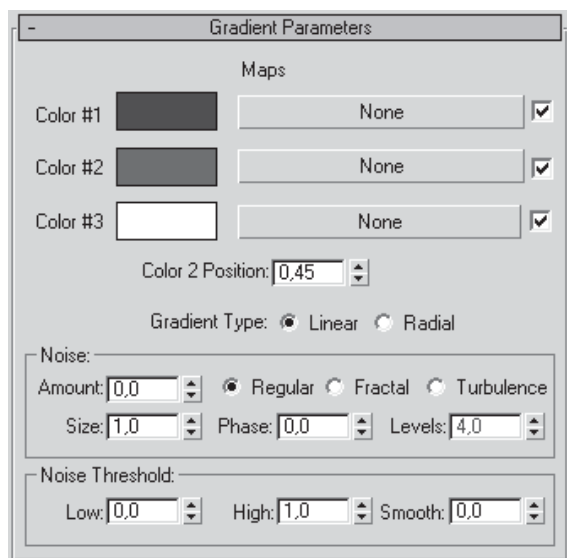 - Gradient Parameters
Maps
Color #1 None
Color #2 None
Color #3 None
Color 2 Position: 0,45
Gradient Type: Linear Radial
Noise:
Amount: 0,0 Regular Fractal Turbulence
Size: 1,0 Phase: 0,0 Levels: 4,0
Noise Threshold:
Low: 0,0 High: 1,0 Smooth: 0,0